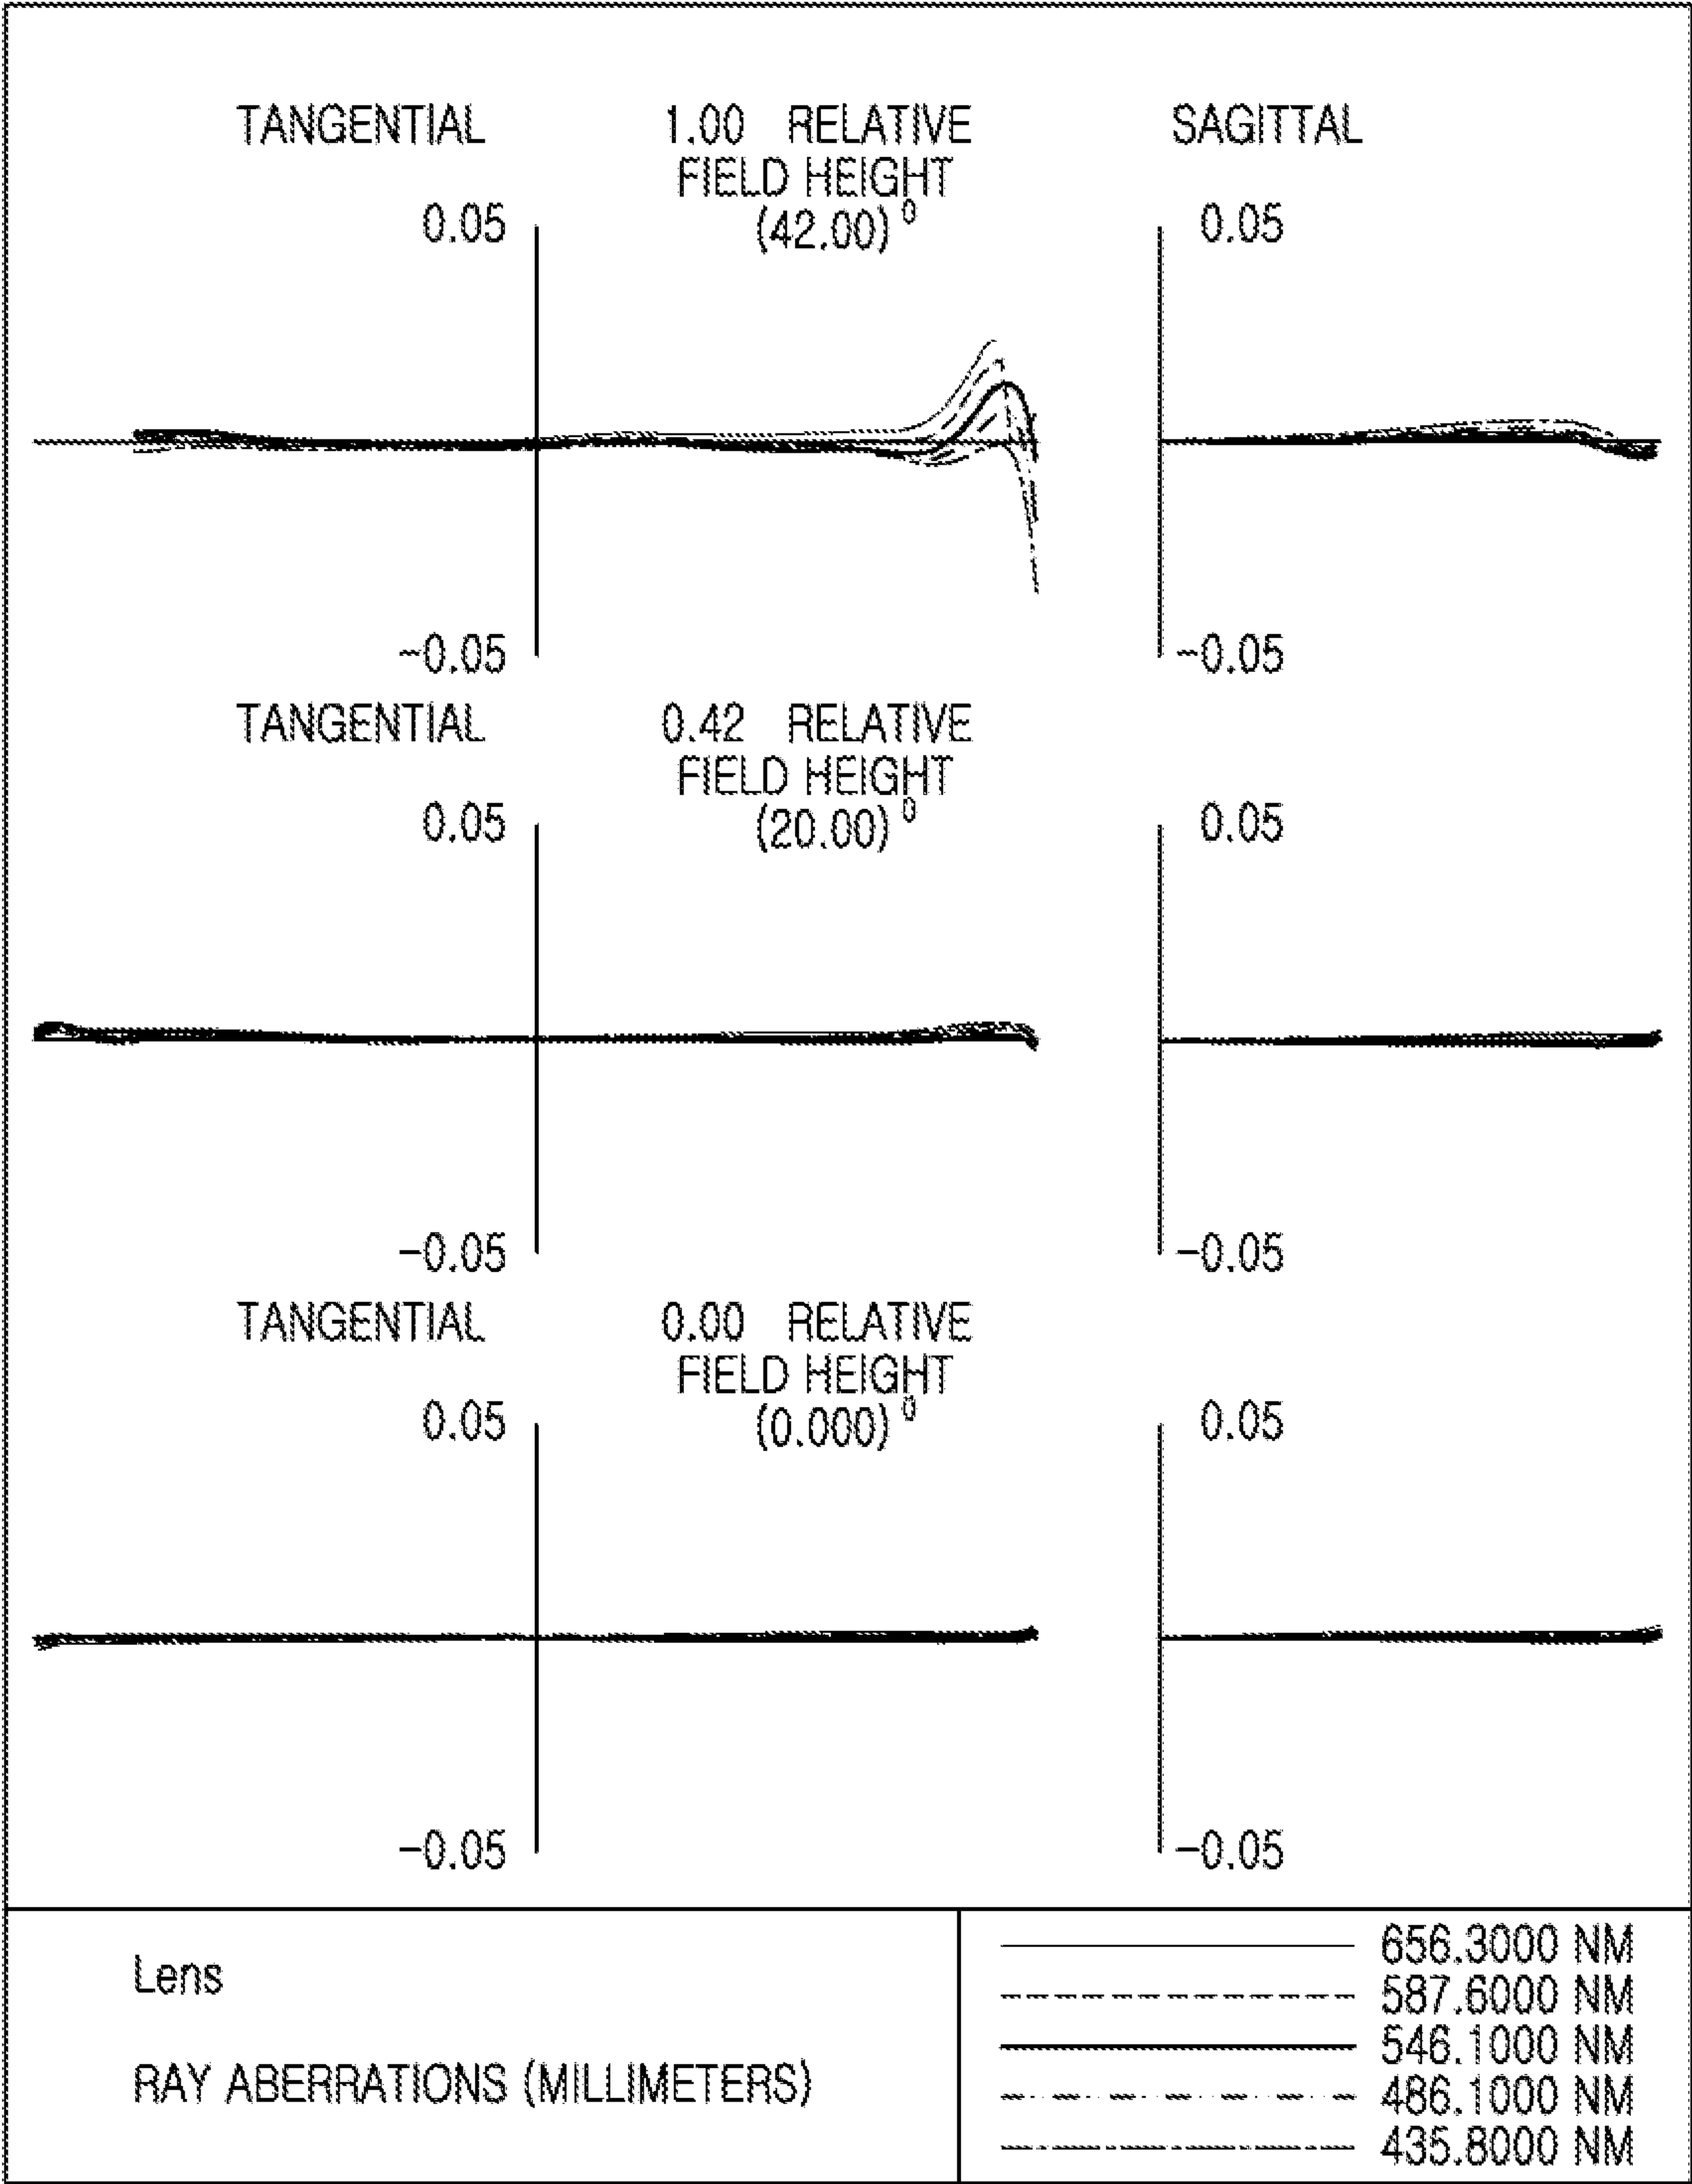 TANGENTIAL 1.00 RELATIVE SAGITTAL
FIELD HEIGHT
0.05 (42.00)⁰ 0.05
-0.05 -0.05
TANGENTIAL 0.42 RELATIVE
FIELD HEIGHT
0.05 (20.00)⁰ 0.05
-0.05 -0.05
TANGENTIAL 0.00 RELATIVE
FIELD HEIGHT
0.05 (0.000)⁰ 0.05
-0.05 -0.05
Lens
RAY ABERRATIONS (MILLIMETERS)
656.3000 NM
587.6000 NM
546.1000 NM
486.1000 NM
435.8000 NM